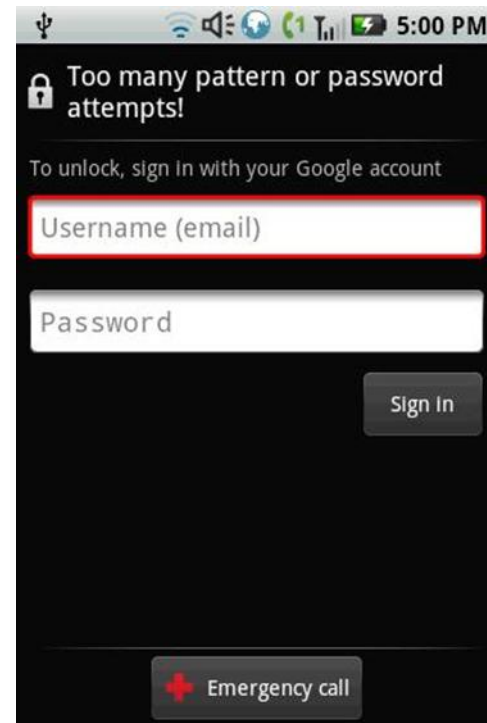 5:00 PM
Too many pattern or password
attempts!
To unlock, sign in with your Google account
Username (email)
Password
Sign in
Emergency call